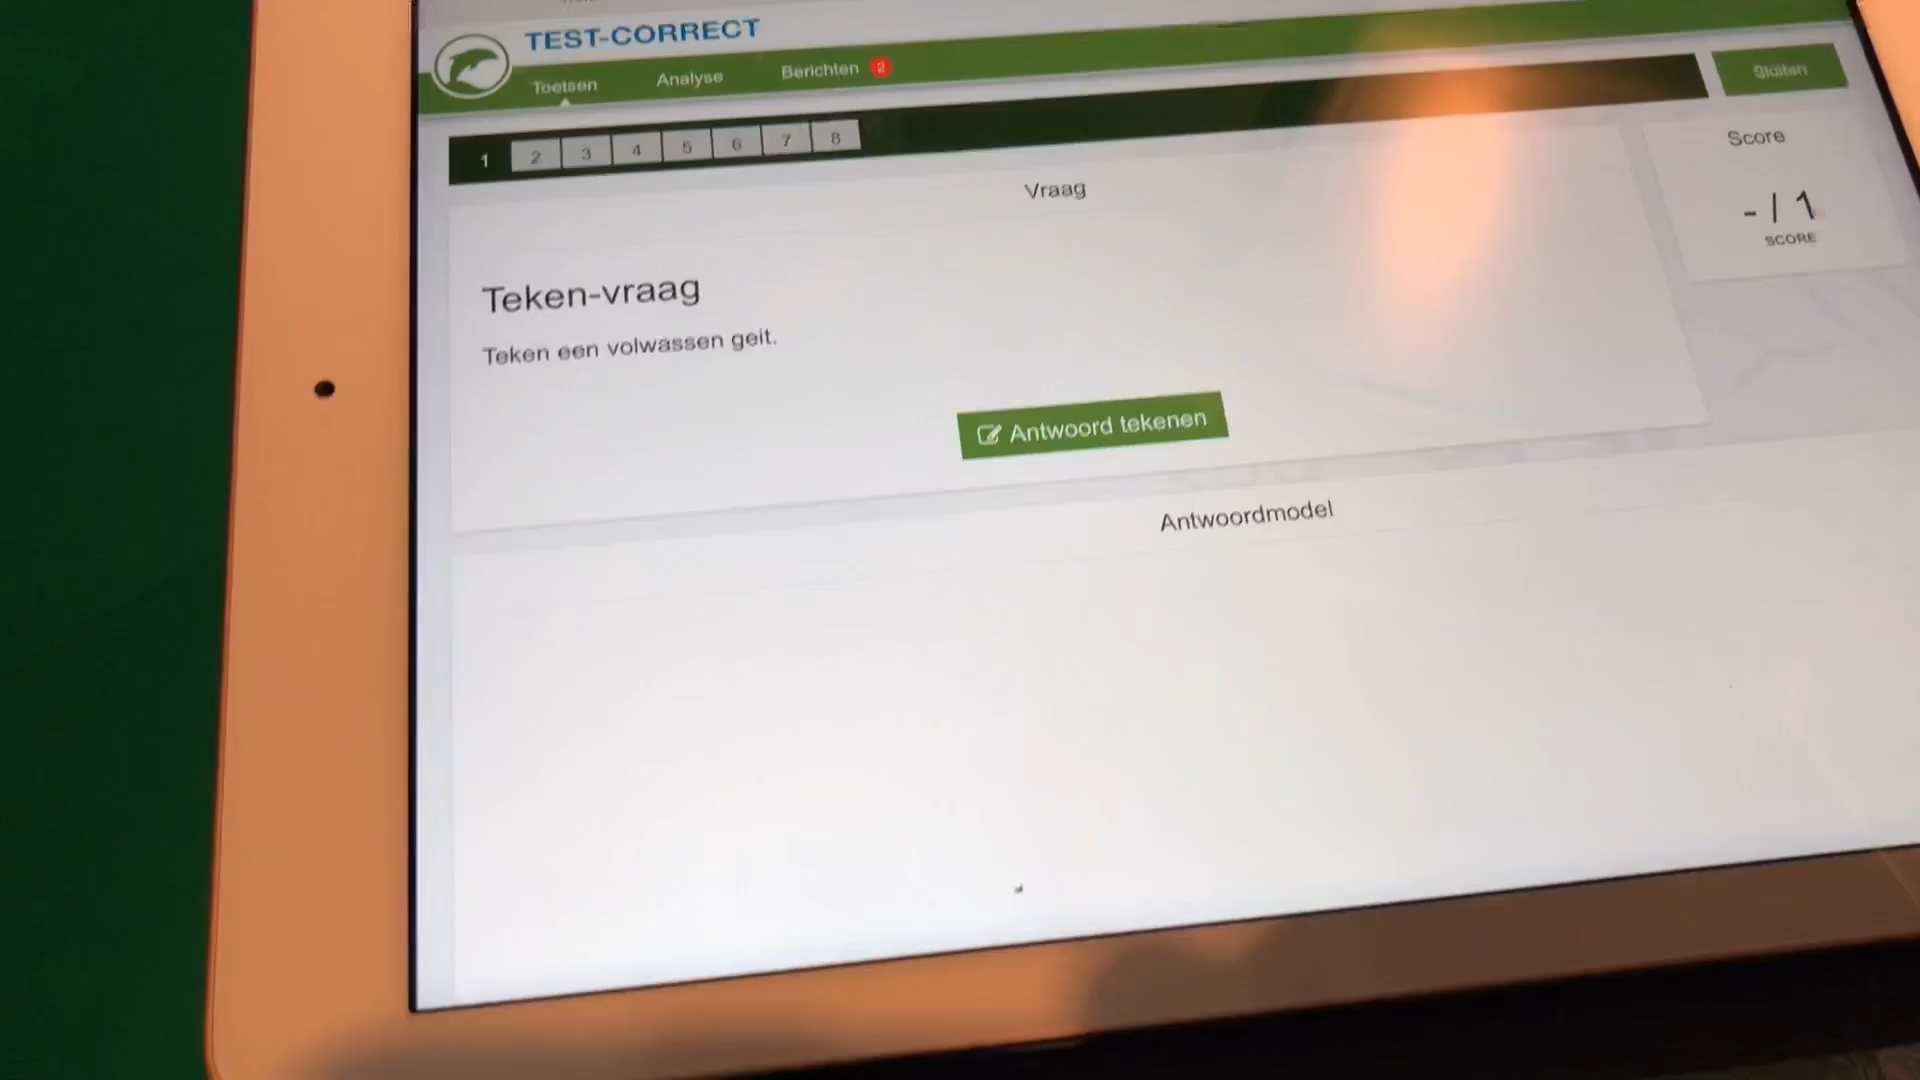 TEST-CORRECT
Toetsen Analyse Berichten 2
Sluiten
1 2 3 4 5 6 7 8
Score
Vraag
- / 1
SCORE
Teken-vraag
Teken een volwassen geit.
Antwoord tekenen
Antwoordmodel